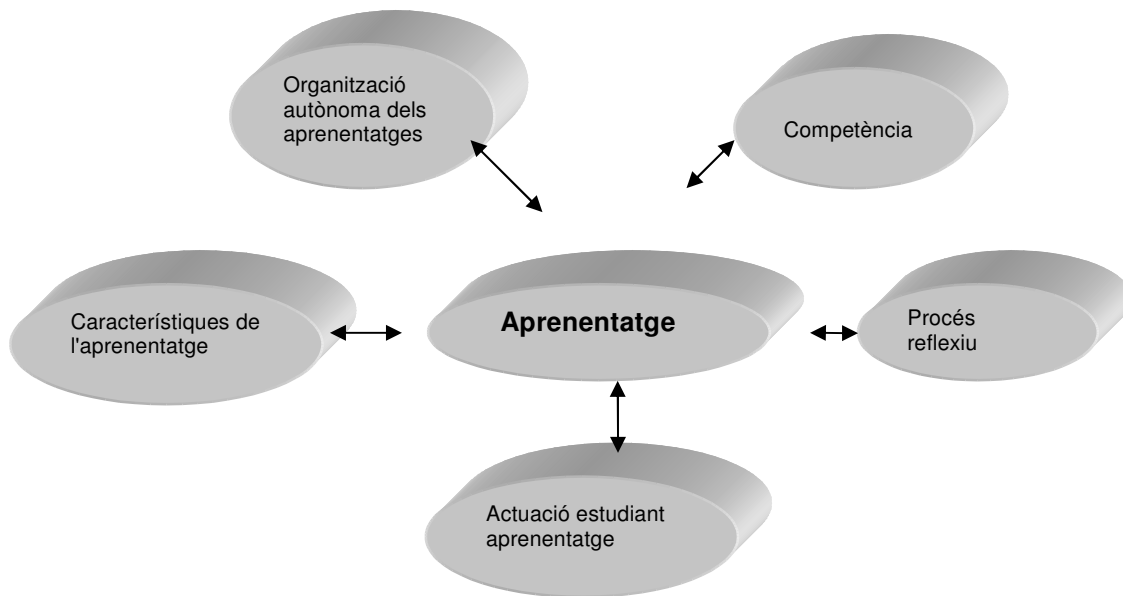 Organització
autònoma dels
aprenentatges
Competència
Característiques de
l'aprenentatge
Aprenentatge
Procés
reflexiu
Actuació estudiant
aprenentatge